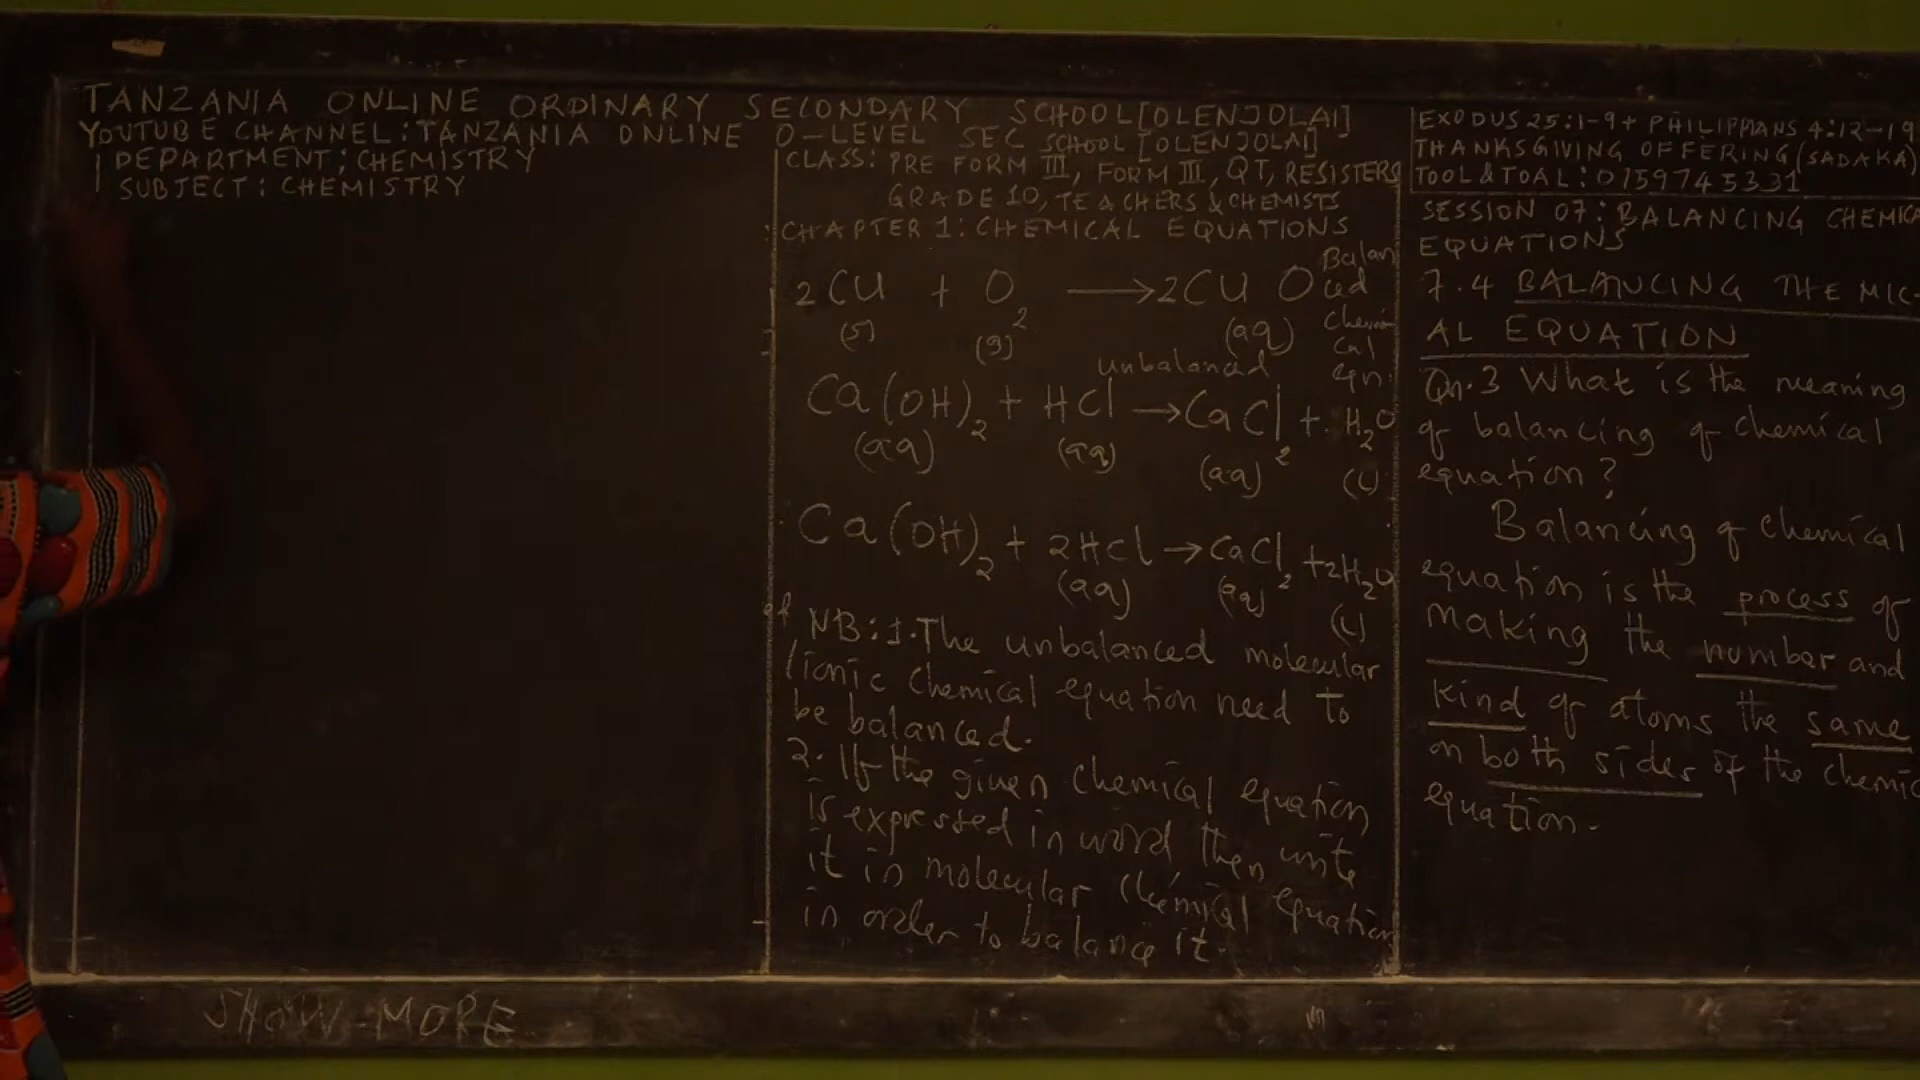 TANZANIA ONLINE ORDINARY SECONDARY SCHOOL[OLENJOLAI]
YOUTUBE CHANNEL: TANZANIA ONLINE O-LEVEL SEC SCHOOL [OLENJOLAI]
DEPARTMENT: CHEMISTRY
SUBJECT: CHEMISTRY
CLASS: PRE FORM III, FORM III, QT, RESISTERS
GRADE 10, TEACHERS & CHEMISTS
CHAPTER 1: CHEMICAL EQUATIONS
2Cu + O2 → 2CuO
(s) (g) (aq)
Balan
ced
Chemi
cal
eqn.
unbalanced
Ca(OH)2 + HCl → CaCl2 + H2O
(aq) (aq) (aq) (l)
Ca(OH)2 + 2HCl → CaCl2 + 2H2O
(aq) (aq) (l)
NB: 1. The unbalanced molecular
/ionic chemical equation need to
be balanced.
2. If the given chemical equation
is expressed in word then write
it in molecular chemical equation
in order to balance it.
EXODUS 25:1-9 + PHILIPPIANS 4:12-19
THANKSGIVING OFFERING (SADAKA)
TOOL & TOAL: 0759745331
SESSION 07: BALANCING CHEMICA
EQUATIONS
7.4 BALANCING THE MIC-
AL EQUATION
Qn.3 What is the meaning
of balancing of chemical
equation?
Balancing of chemical
equation is the process of
making the number and
kind of atoms the same
on both sides of the chemic
equation.
SHOW-MORE